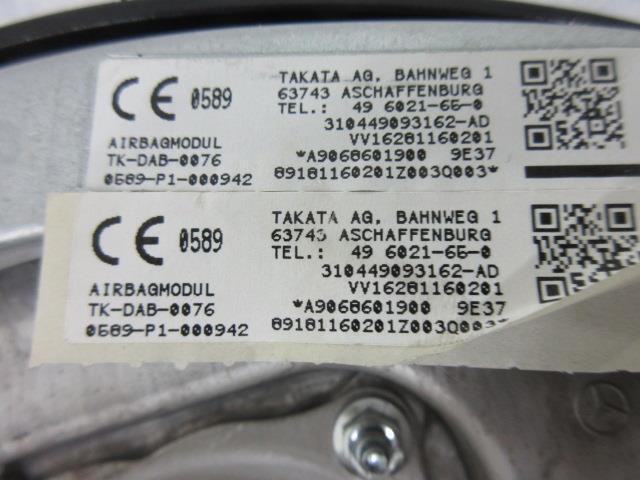 CE 0589
AIRBAGMODUL
TK-DAB-0076
0589-P1-000942
TAKATA AG, BAHNWEG 1
63743 ASCHAFFENBURG
TEL.: 49 6021-65-0
310449093162-AD
VV16281160201
*A9068601900 9E37
89181160201Z003Q003*
CE 0589
AIRBAGMODUL
TK-DAB-0076
0589-P1-000942
TAKATA AG, BAHNWEG 1
63743 ASCHAFFENBURG
TEL.: 49 6021-65-0
310449093162-AD
VV16281160201
*A9068601900 9E37
89181160201Z003Q003*